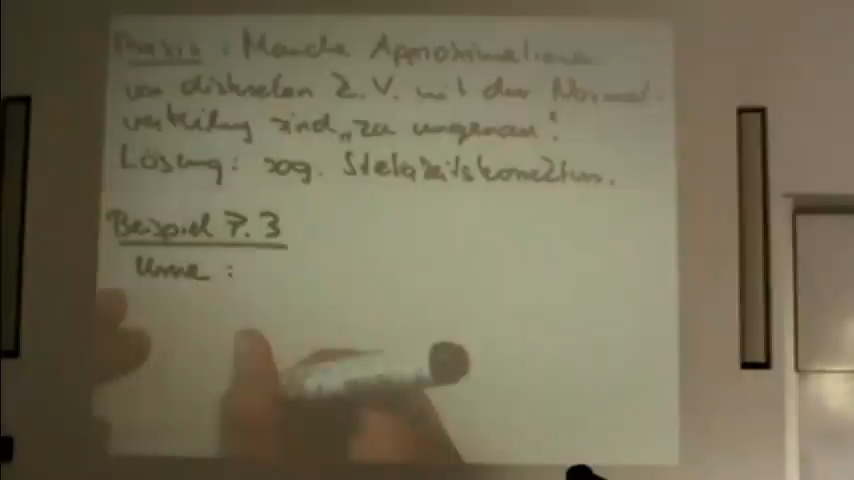 Praxis : Manche Approximationen
von diskreten Z.V. mit der Normal-
verteilung sind „zu ungenau“!
Lösung: sog. Stetigkeitskorrektur.
Beispiel 7.3
Urne :